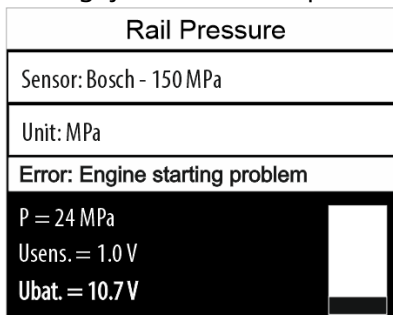 Rail Pressure
Sensor: Bosch - 150 MPa
Unit: MPa
Error: Engine starting problem
P = 24 MPa
Usens. = 1.0 V
Ubat. = 10.7 V